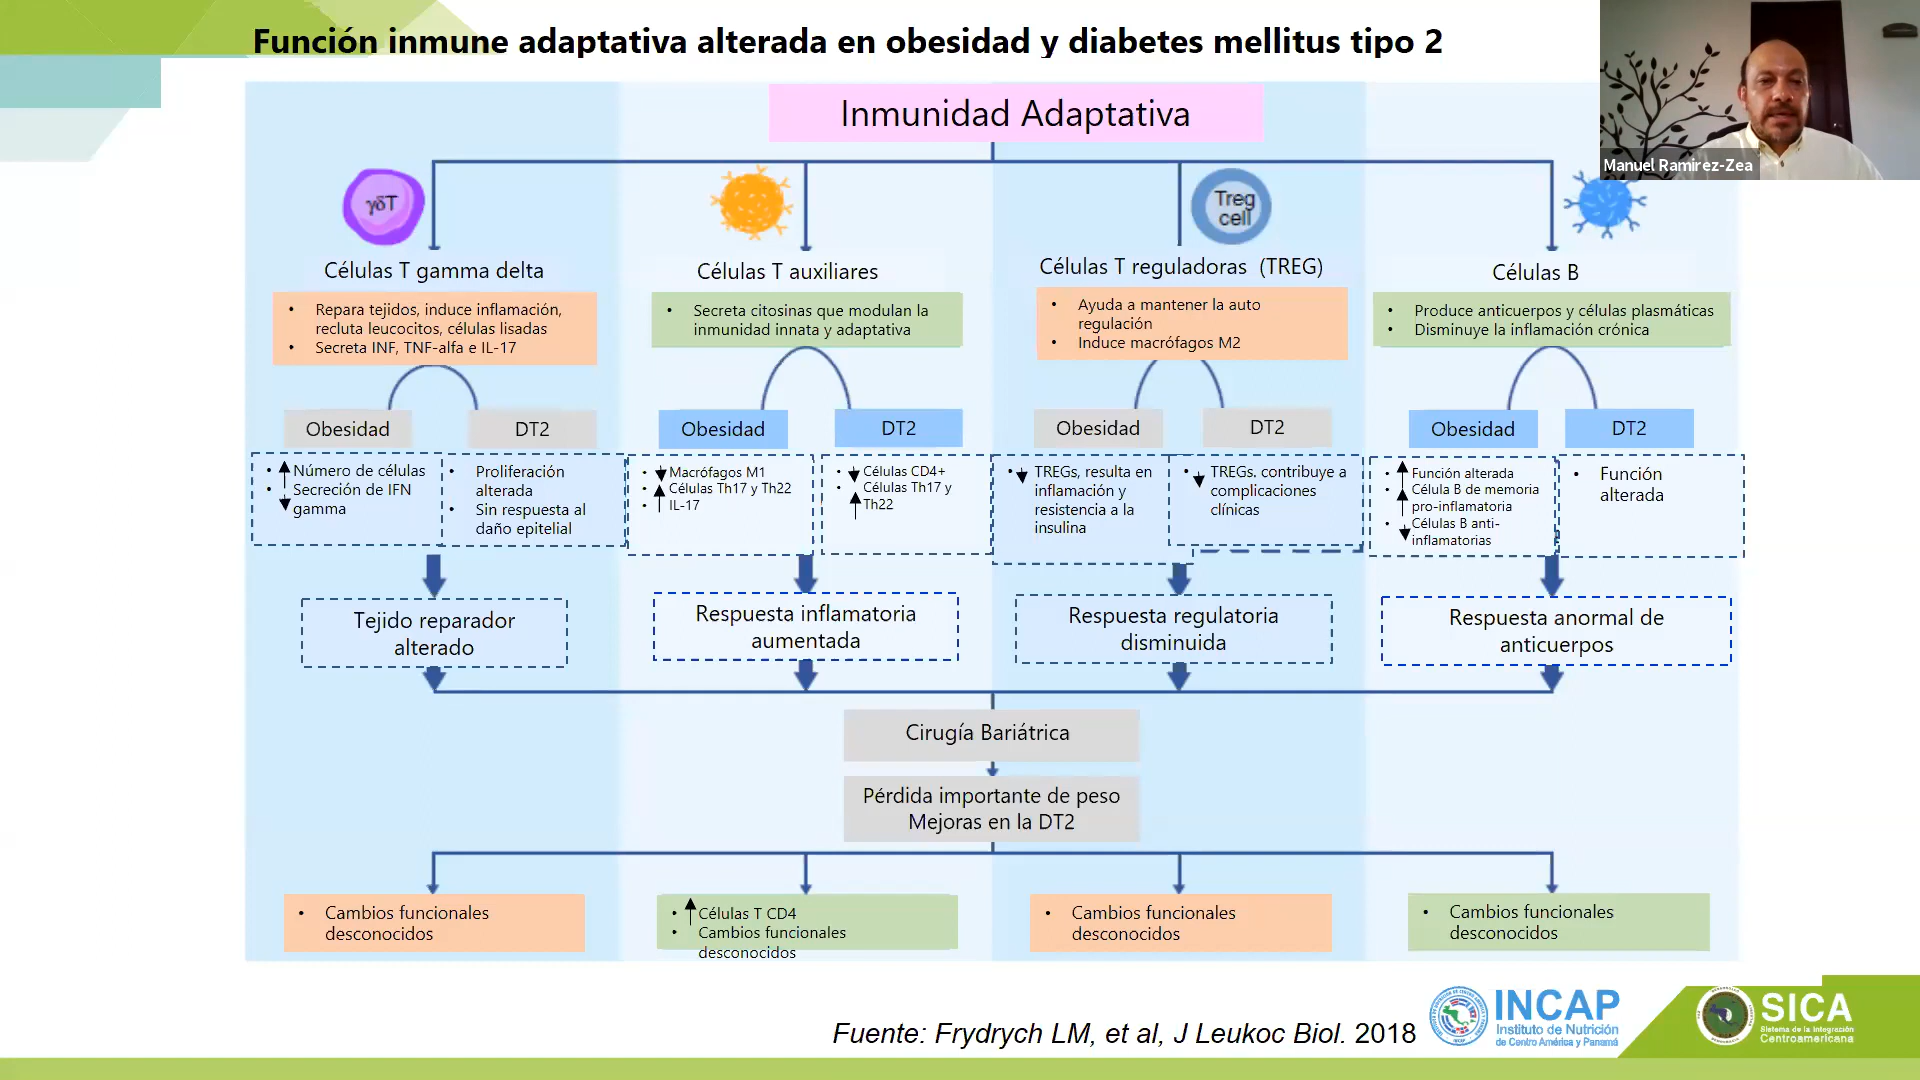 Función inmune adaptativa alterada en obesidad y diabetes mellitus tipo 2
Manuel Ramirez-Zea
Inmunidad Adaptativa
γδT
Treg
cell
Células T gamma delta
• Repara tejidos, induce inflamación,
recluta leucocitos, células lisadas
• Secreta INF, TNF-alfa e IL-17
Células T auxiliares
• Secreta citosinas que modulan la
inmunidad innata y adaptativa
Células T reguladoras (TREG)
• Ayuda a mantener la auto
regulación
• Induce macrófagos M2
Células B
• Produce anticuerpos y células plasmáticas
• Disminuye la inflamación crónica
Obesidad
• Número de células
• Secreción de IFN
gamma
DT2
• Proliferación
alterada
• Sin respuesta al
daño epitelial
Obesidad
• Macrófagos M1
• Células Th17 y Th22
• IL-17
DT2
• Células CD4+
• Células Th17 y
Th22
Obesidad
• TREGs, resulta en
inflamación y
resistencia a la
insulina
DT2
• TREGs. contribuye a
complicaciones
clínicas
Obesidad
• Función alterada
• Célula B de memoria
pro-inflamatoria
• Células B anti-
inflamatorias
DT2
• Función
alterada
Tejido reparador
alterado
Respuesta inflamatoria
aumentada
Respuesta regulatoria
disminuida
Respuesta anormal de
anticuerpos
Cirugía Bariátrica
Pérdida importante de peso
Mejoras en la DT2
• Cambios funcionales
desconocidos
• Células T CD4
• Cambios funcionales
desconocidos
• Cambios funcionales
desconocidos
• Cambios funcionales
desconocidos
Fuente: Frydrych LM, et al, J Leukoc Biol. 2018
INCAP
Instituto de Nutrición
de Centro América y Panamá
SICA
Sistema de la Integración
Centroamericana